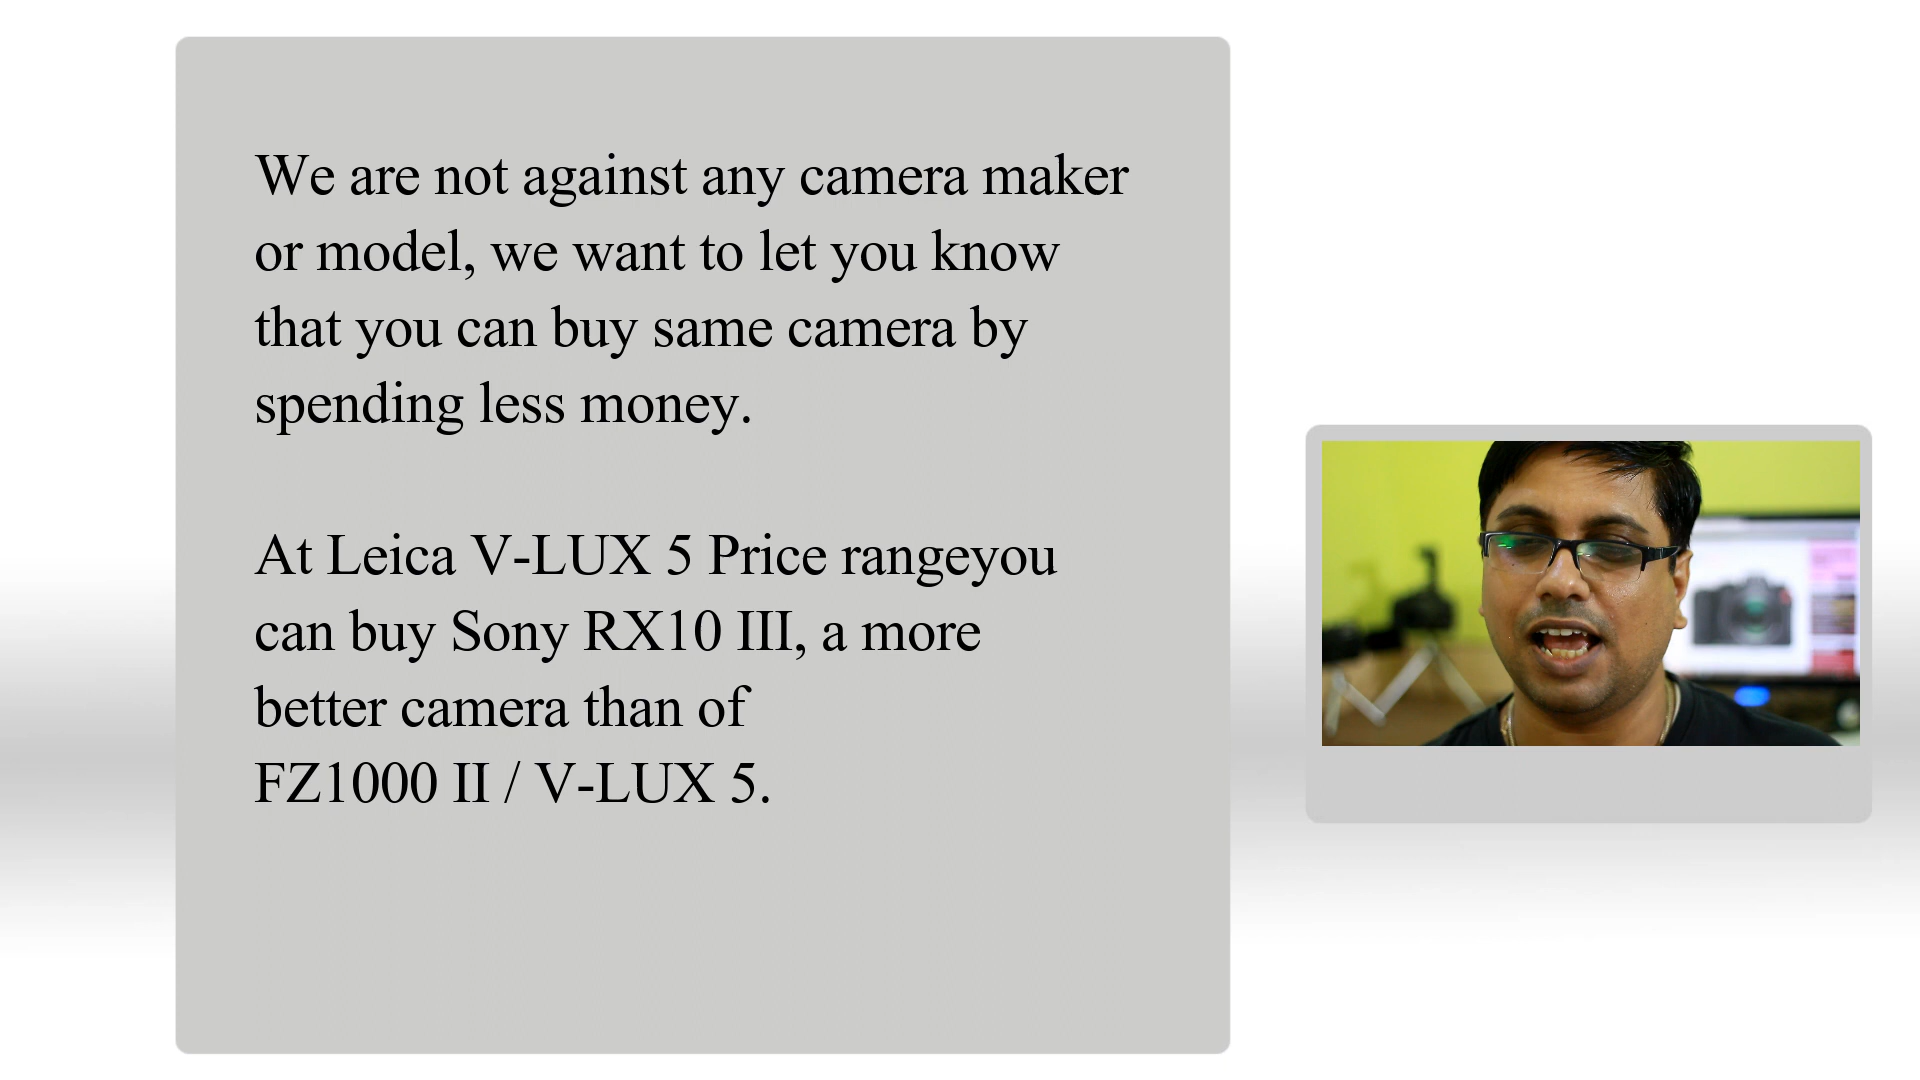 We are not against any camera maker
or model, we want to let you know
that you can buy same camera by
spending less money.
At Leica V-LUX 5 Price rangeyou
can buy Sony RX10 III, a more
better camera than of
FZ1000 II / V-LUX 5.